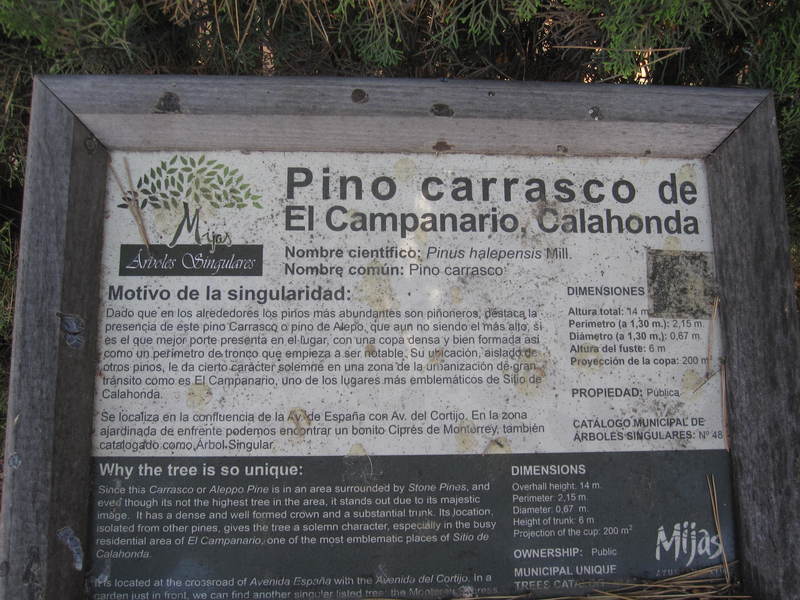 Mijas
Árboles Singulares
Pino carrasco de
El Campanario, Calahonda
Nombre científico: Pinus halepensis Mill.
Nombre común: Pino carrasco
Motivo de la singularidad:
Dado que en los alrededores los pinos más abundantes son piñoneros, destaca la
presencia de este pino Carrasco o pino de Alepo, que aun no siendo el más alto, si
es el que mejor porte presenta en el lugar, con una copa densa y bien formada así
como un perímetro de tronco que empieza a ser notable. Su ubicación, aislado de
otros pinos, le da cierto carácter solemne en una zona de la urbanización de gran
tránsito como es El Campanario, uno de los lugares más emblemáticos de Sitio de
Calahonda.
Se localiza en la confluencia de la Av. de España con Av. del Cortijo. En la zona
ajardinada de enfrente podemos encontrar un bonito Ciprés de Monterrey, también
catalogado como Árbol Singular.
DIMENSIONES
Altura total: 14 m
Perímetro (a 1,30 m.): 2,15 m.
Diámetro (a 1,30 m.): 0,67 m.
Altura del fuste: 6 m
Proyección de la copa: 200 m²
PROPIEDAD: Pública
CATÁLOGO MUNICIPAL DE
ÁRBOLES SINGULARES: Nº 48
Why the tree is so unique:
Since this Carrasco or Aleppo Pine is in an area surrounded by Stone Pines, and
even though its not the highest tree in the area, it stands out due to its majestic
image. It has a dense and well formed crown and a substantial trunk. Its location,
isolated from other pines, gives the tree a solemn character, especially in the busy
residential area of El Campanario, one of the most emblematic places of Sitio de
Calahonda.
It is located at the crossroad of Avenida España with the Avenida del Cortijo. In a
garden just in front, we can find another singular listed tree: the Monterey Cypress
DIMENSIONS
Overhall height: 14 m.
Perimeter: 2,15 m
Diameter: 0,67 m.
Height of trunk: 6 m
Projection of the cup: 200 m²
OWNERSHIP: Public
MUNICIPAL UNIQUE
TREES
Mijas